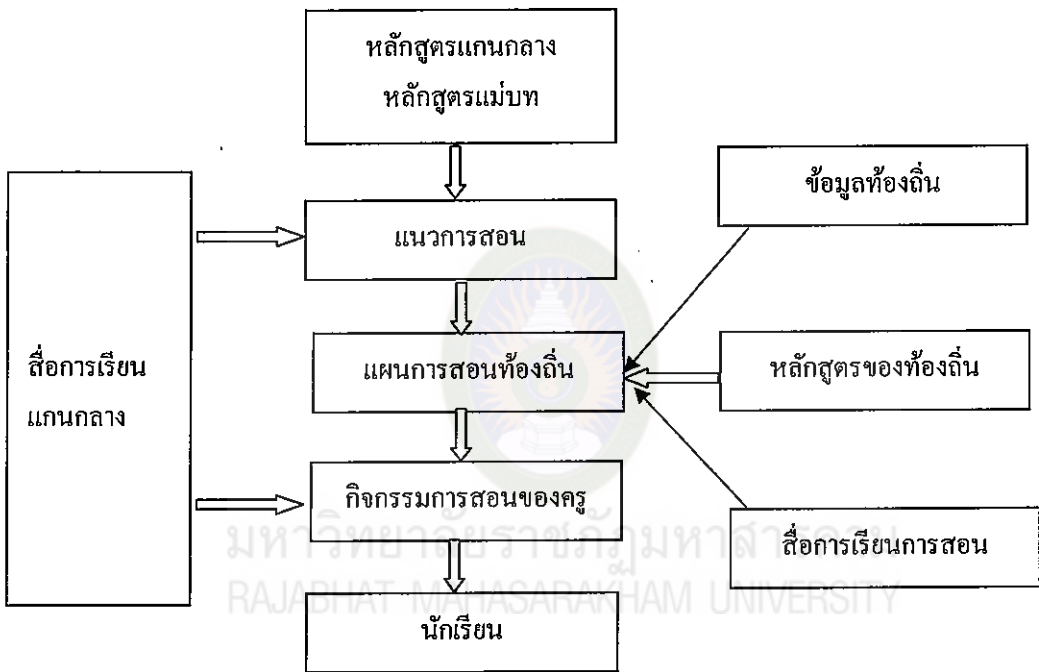 หลักสูตรแกนกลาง
หลักสูตรแม่บท
ข้อมูลท้องถิ่น
แนวการสอน
สื่อการเรียน
แกนกลาง
แผนการสอนท้องถิ่น
หลักสูตรของท้องถิ่น
กิจกรรมการสอนของครู
สื่อการเรียนการสอน
นักเรียน
มหาวิทยาลัยราชภัฏมหาสารคาม
RAJABHAT MAHASARAKHAM UNIVERSITY